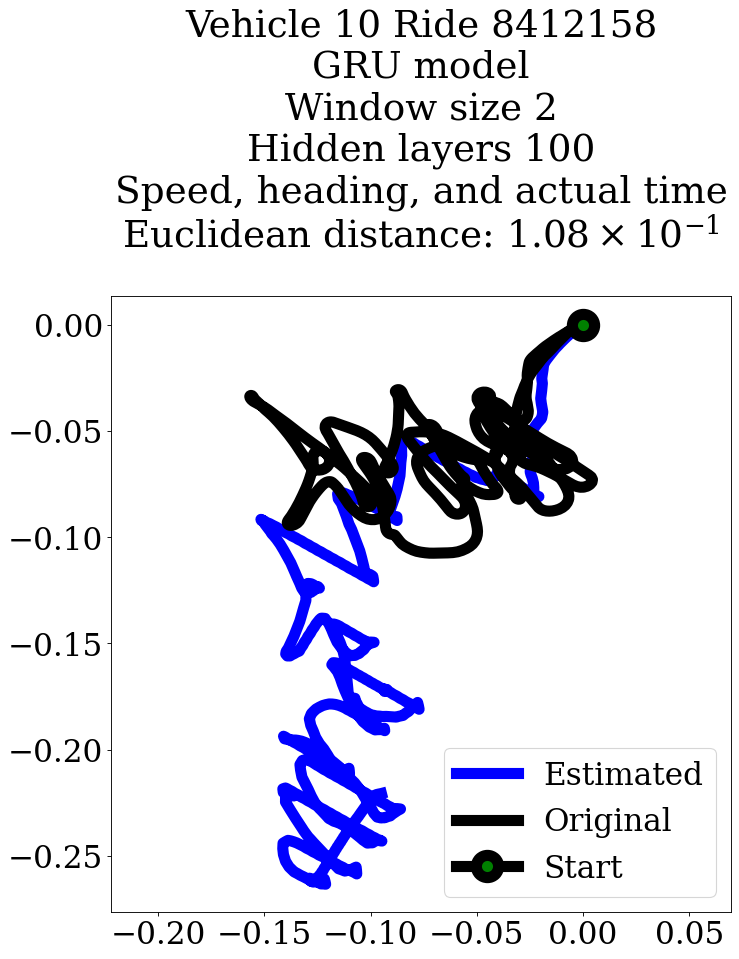 Vehicle 10 Ride 8412158
GRU model
Window size 2
Hidden layers 100
Speed, heading, and actual time
Euclidean distance: 1.08 × 10⁻¹
0.00
−0.05
−0.10
−0.15
−0.20
−0.25
Estimated
Original
Start
−0.20 −0.15 −0.10 −0.05 0.00 0.05